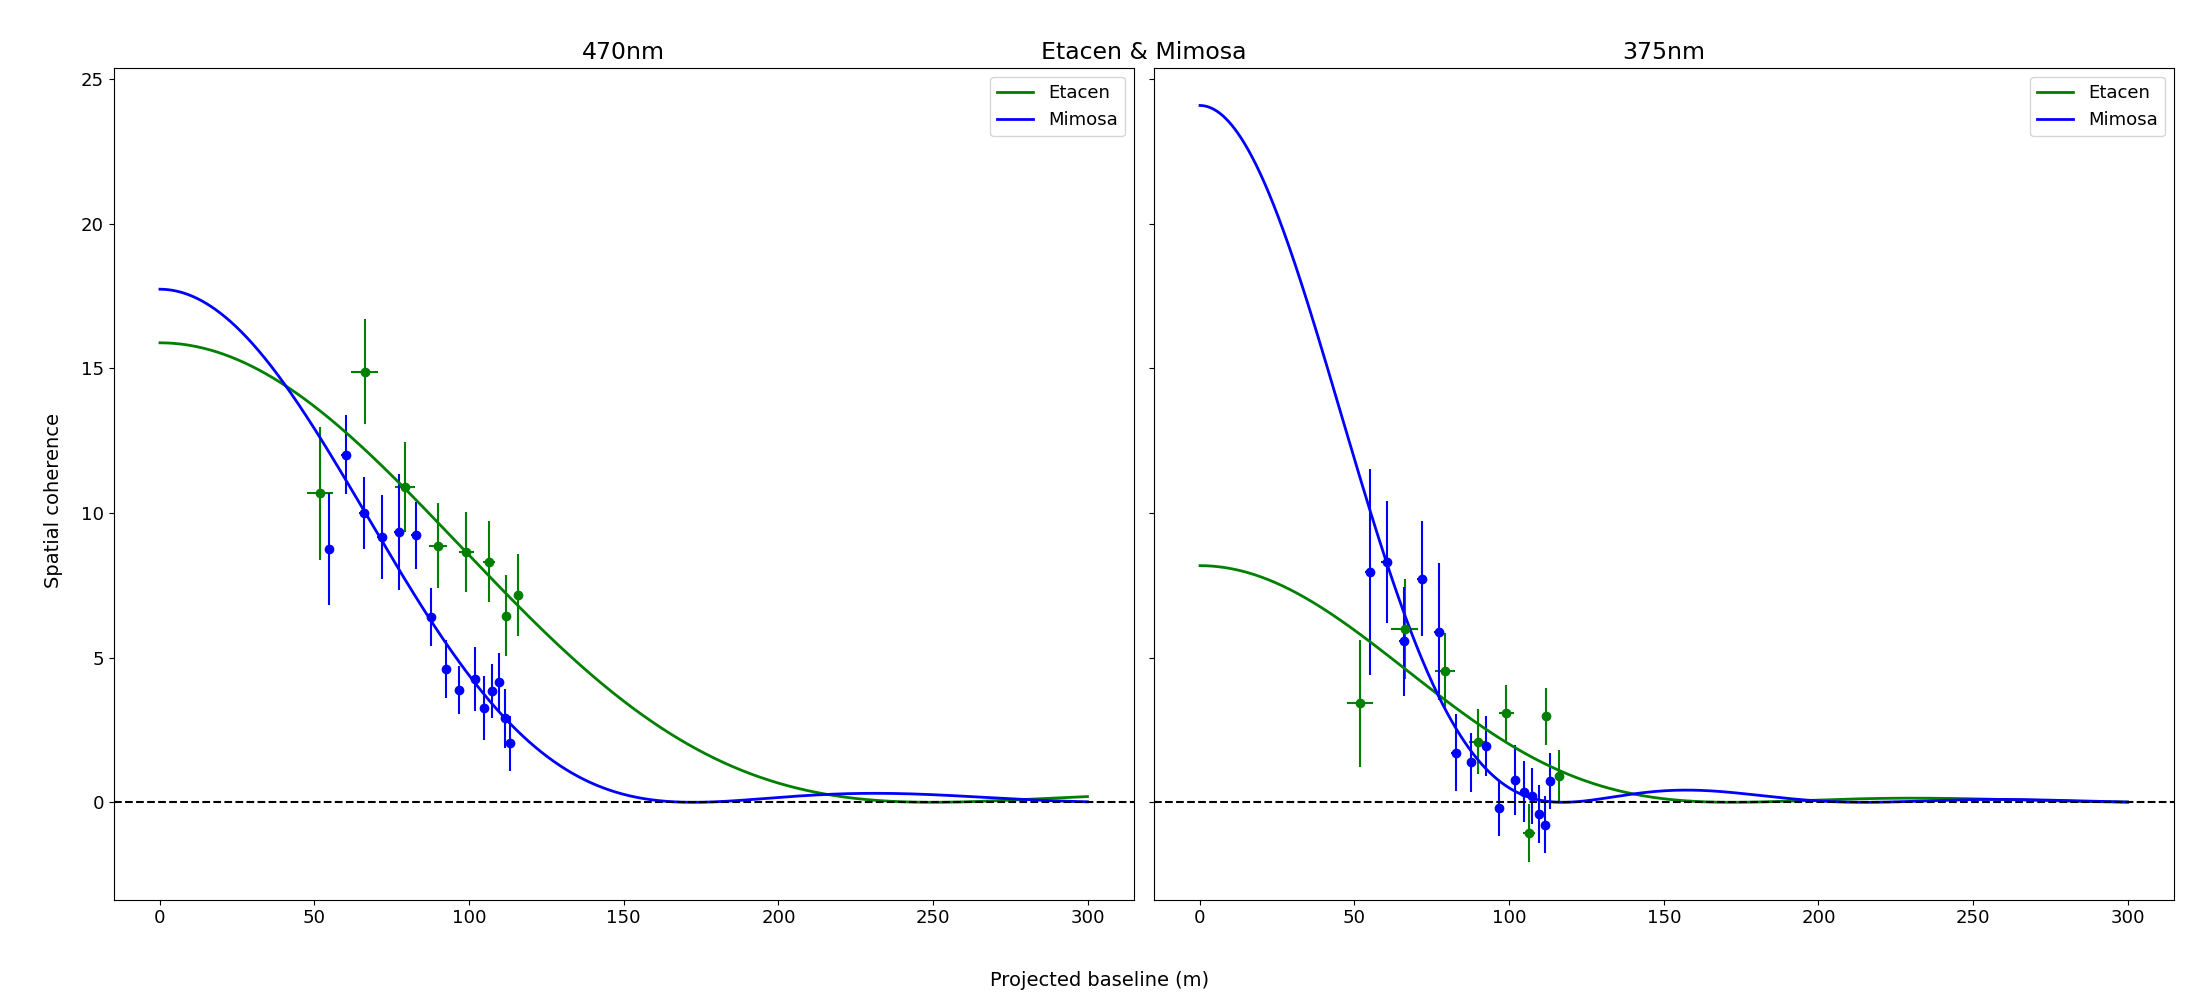 Etacen & Mimosa
470nm
375nm
Etacen
Mimosa
Etacen
Mimosa
25
20
15
10
5
0
Spatial coherence
0 50 100 150 200 250 300
0 50 100 150 200 250 300
Projected baseline (m)